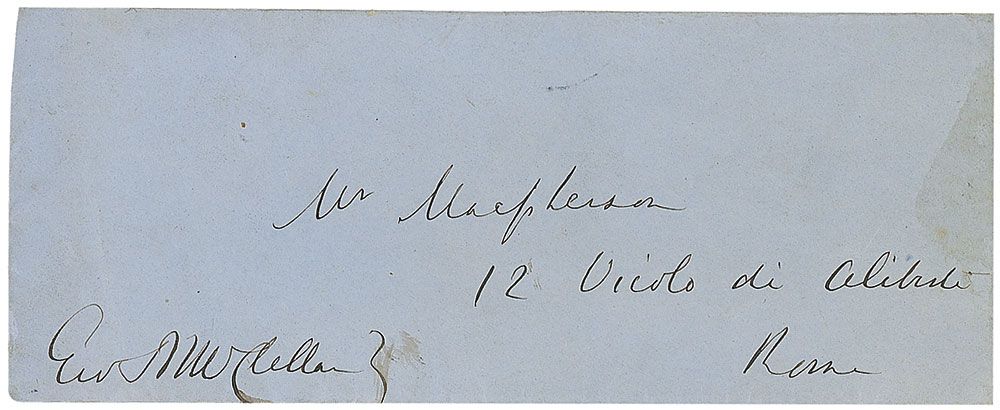 Mr Macpherson
12 Vicolo di Alibert
Rome
Geo B McClellan